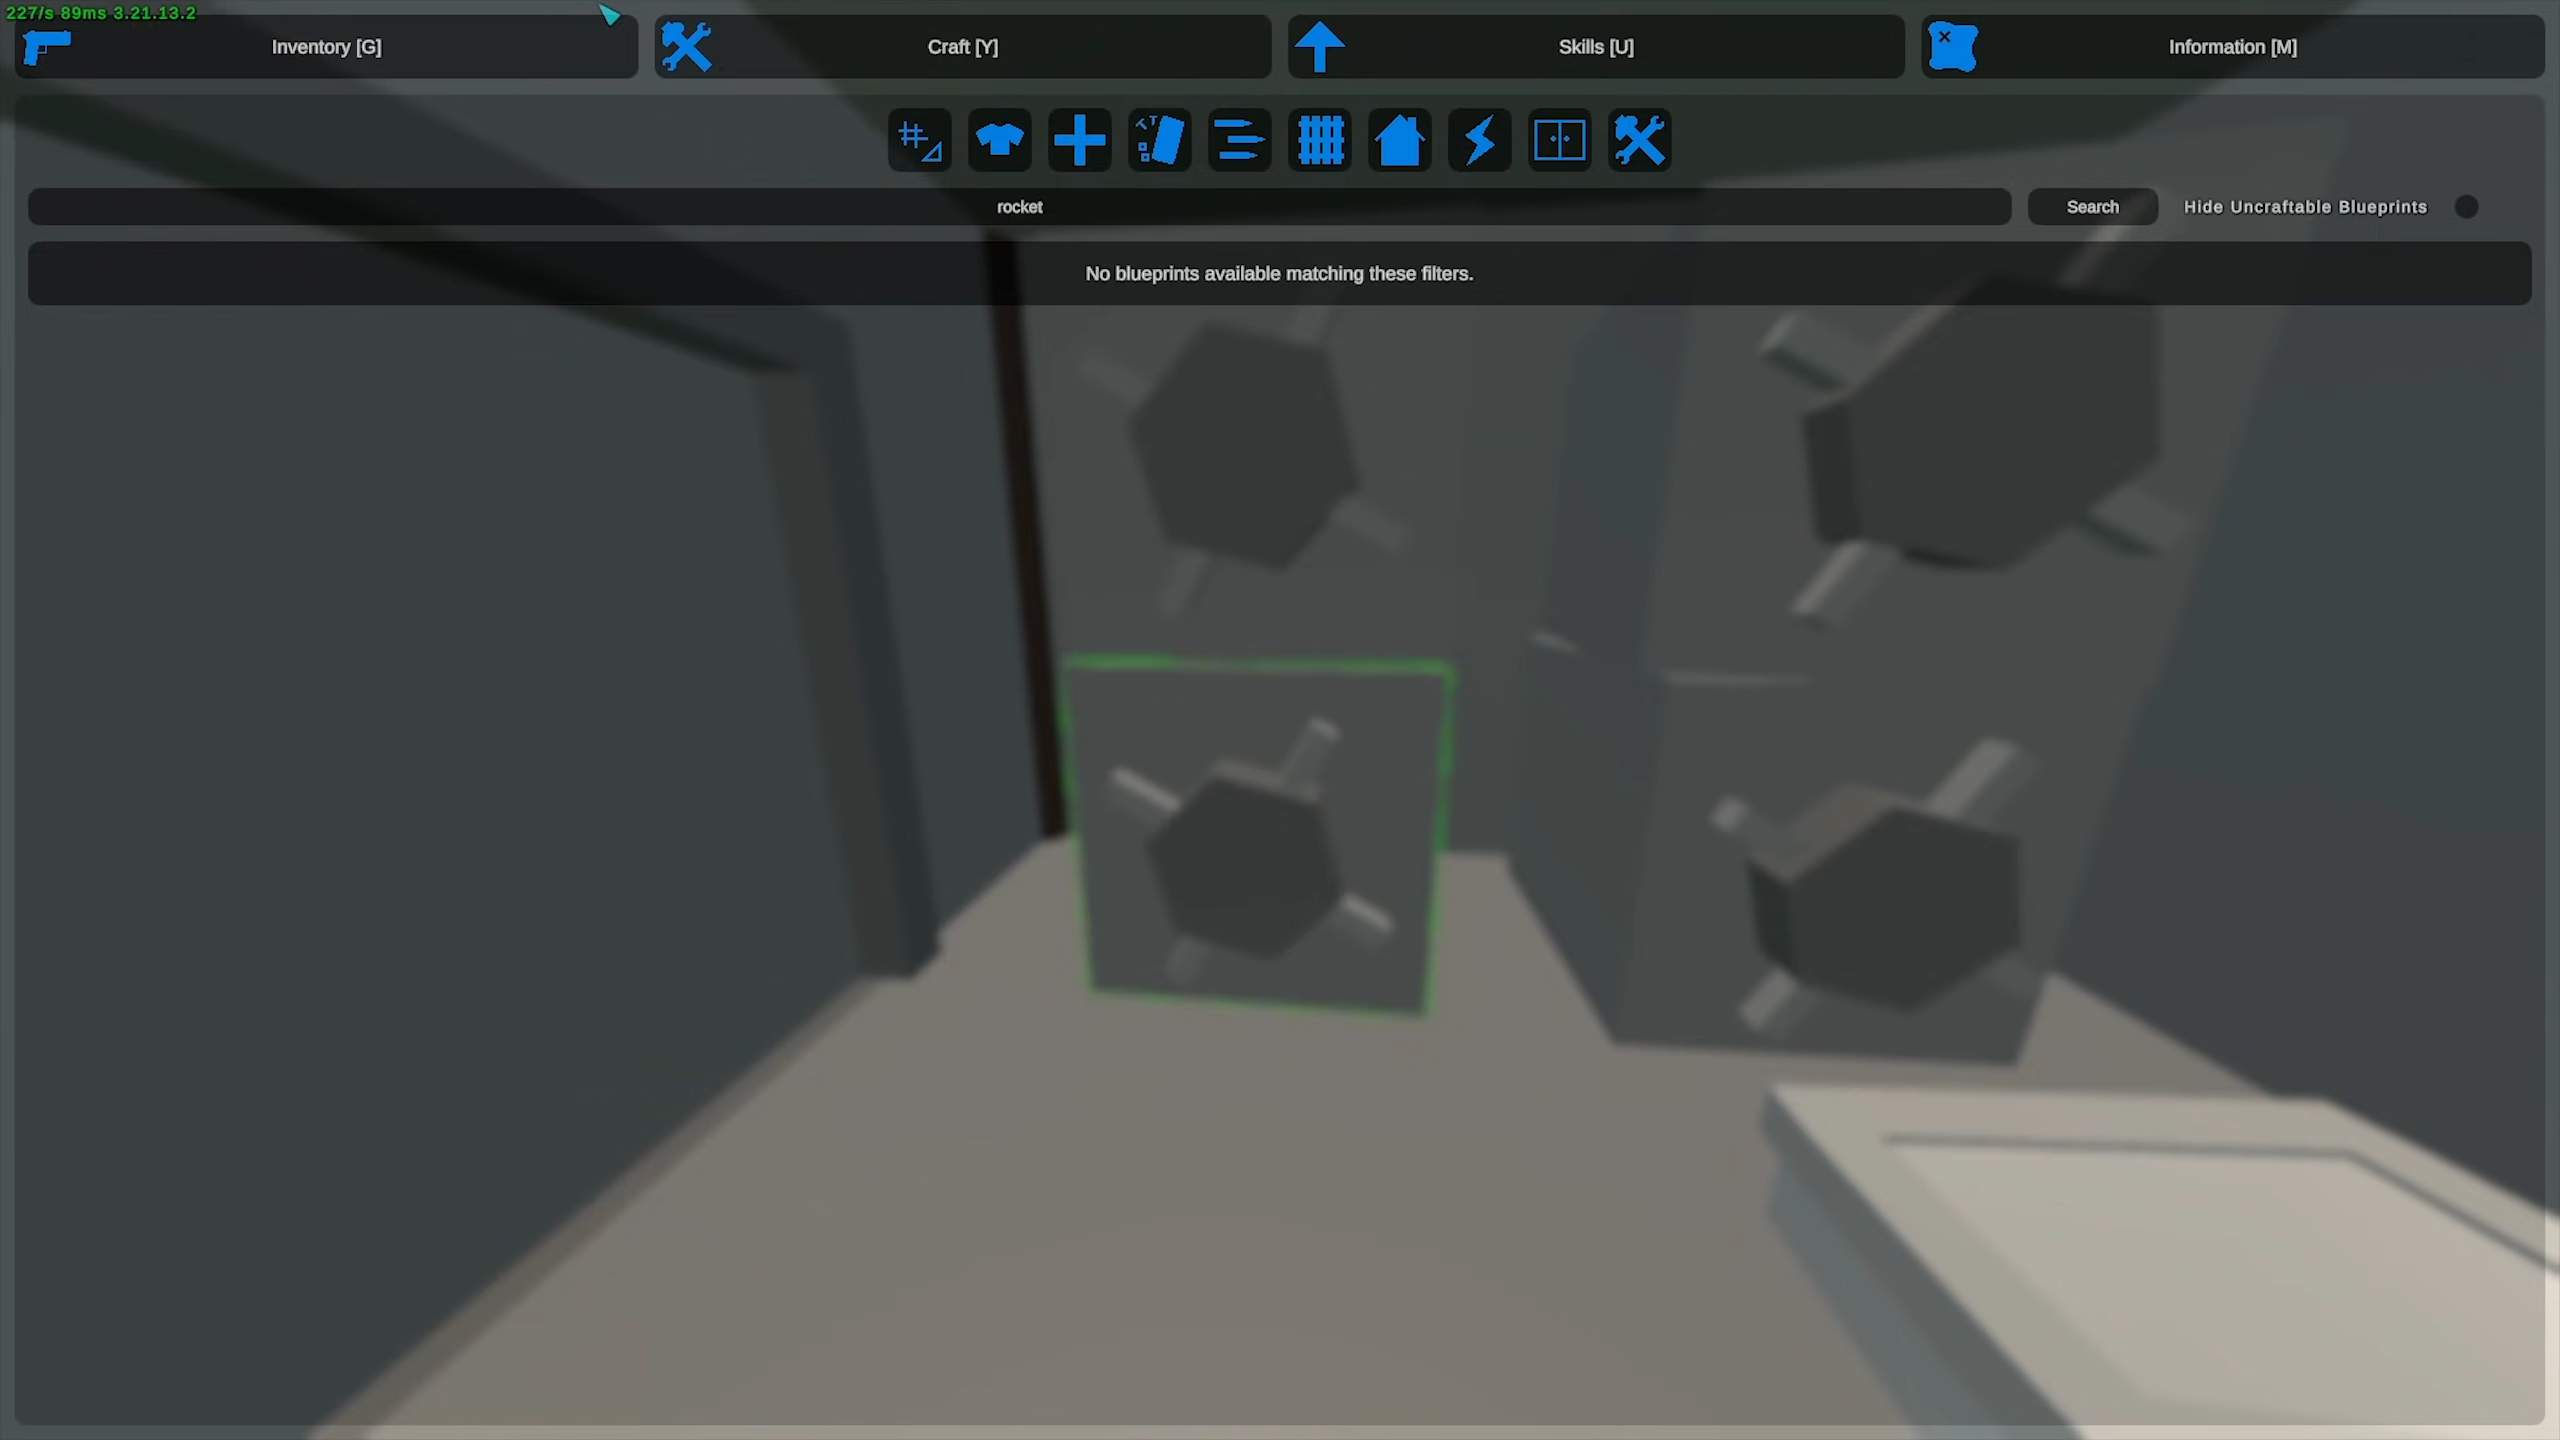 227/s 89ms 3.21.13.2
Inventory [G]
Craft [Y]
Skills [U]
Information [M]
rocket
Search
Hide Uncraftable Blueprints
No blueprints available matching these filters.